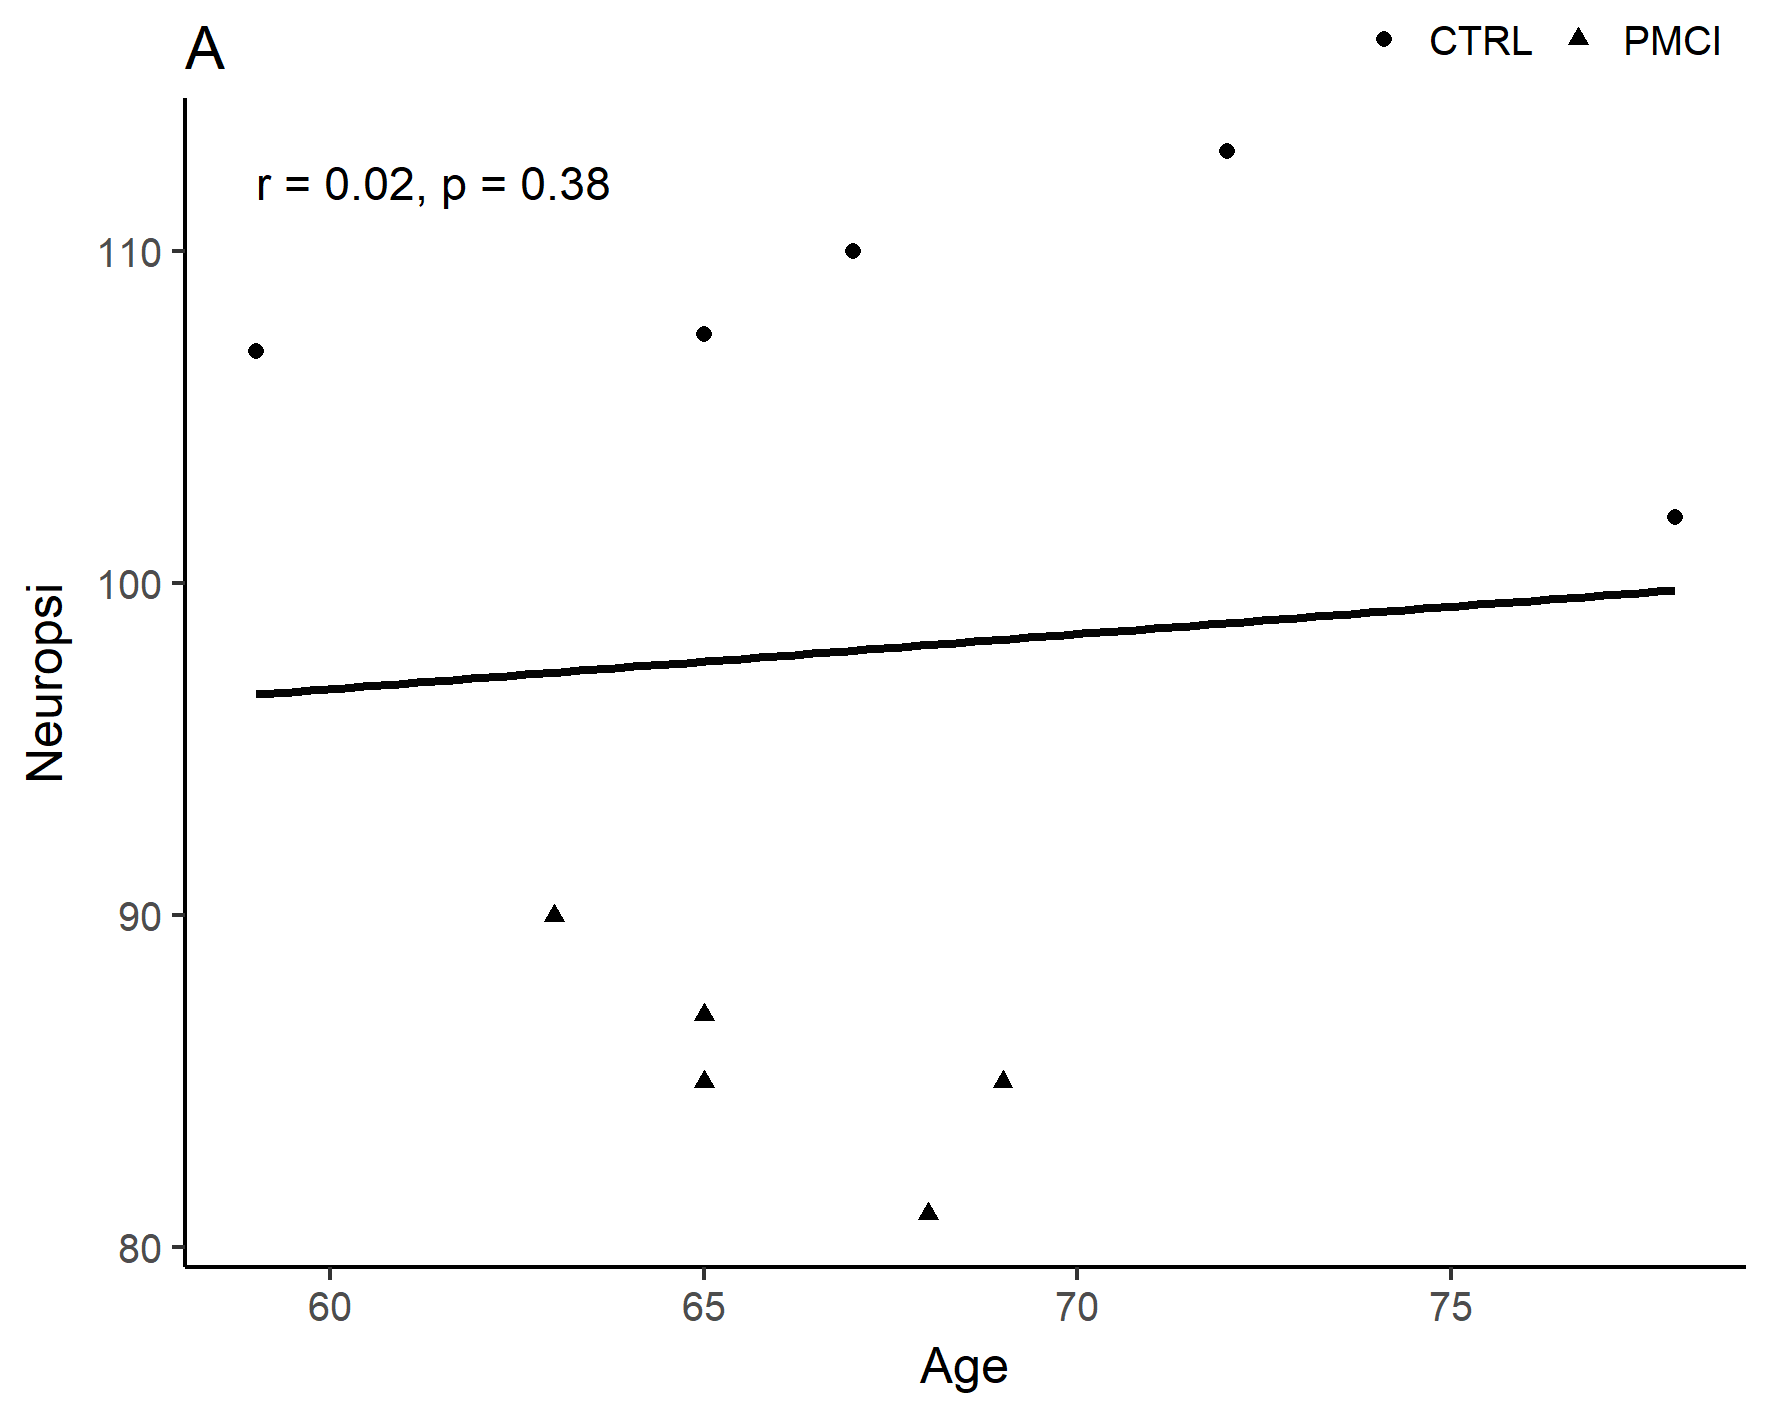 A
CTRL PMCI
r = 0.02, p = 0.38
110
100
90
80
Neuropsi
60 65 70 75
Age